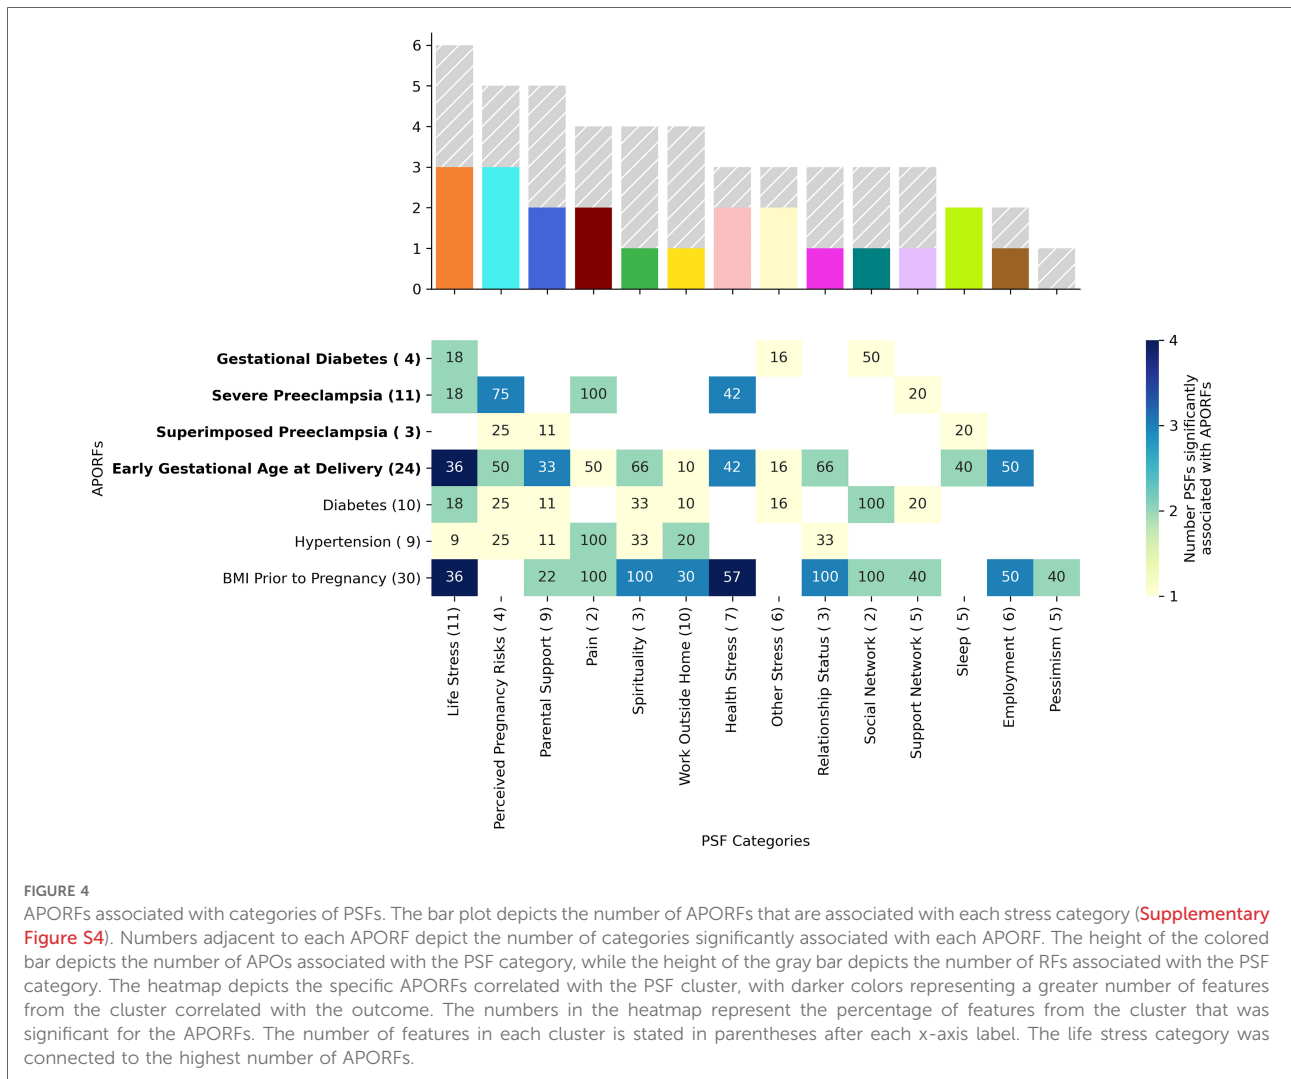 6
5
4
3
2
1
0
Gestational Diabetes ( 4) 18 16 50
Severe Preeclampsia (11) 18 75 100 42 20
Superimposed Preeclampsia ( 3) 25 11 20
Early Gestational Age at Delivery (24) 36 50 33 50 66 10 42 16 66 40 50
Diabetes (10) 18 25 11 33 10 16 100 20
Hypertension ( 9) 9 25 11 100 33 20 33
BMI Prior to Pregnancy (30) 36 22 100 100 30 57 100 100 40 50 40
APORFs
Life Stress (11)
Perceived Pregnancy Risks ( 4)
Parental Support ( 9)
Pain ( 2)
Spirituality ( 3)
Work Outside Home (10)
Health Stress ( 7)
Other Stress ( 6)
Relationship Status ( 3)
Social Network ( 2)
Support Network ( 5)
Sleep ( 5)
Employment ( 6)
Pessimism ( 5)
PSF Categories
4
3
2
1
Number PSFs significantly
associated with APORFs
FIGURE 4
APORFs associated with categories of PSFs. The bar plot depicts the number of APORFs that are associated with each stress category (Supplementary
Figure S4). Numbers adjacent to each APORF depict the number of categories significantly associated with each APORF. The height of the colored
bar depicts the number of APOs associated with the PSF category, while the height of the gray bar depicts the number of RFs associated with the PSF
category. The heatmap depicts the specific APORFs correlated with the PSF cluster, with darker colors representing a greater number of features
from the cluster correlated with the outcome. The numbers in the heatmap represent the percentage of features from the cluster that was
significant for the APORFs. The number of features in each cluster is stated in parentheses after each x-axis label. The life stress category was
connected to the highest number of APORFs.